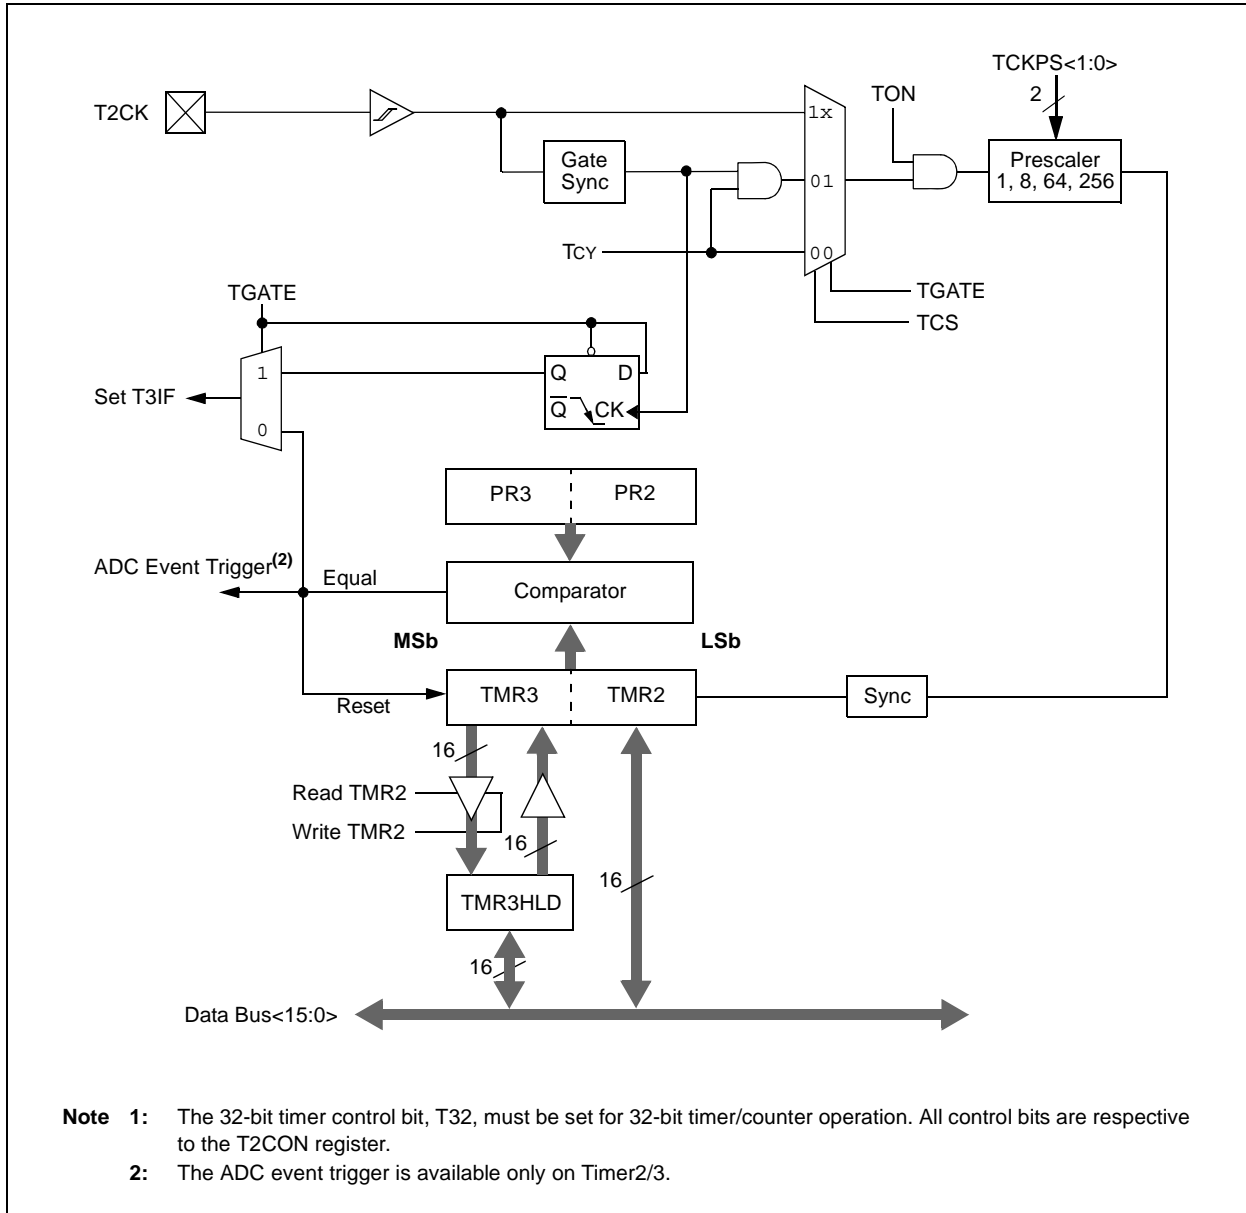 TCKPS<1:0>
2
T2CK
1x
TON
Gate
Sync
01
Prescaler
1, 8, 64, 256
TCY
00
TGATE
TCS
TGATE
1
Q
D
Set T3IF
Q
CK
0
PR3
PR2
ADC Event Trigger(2)
Equal
Comparator
MSb
LSb
TMR3
TMR2
Sync
Reset
16
Read TMR2
Write TMR2
16
16
TMR3HLD
16
Data Bus<15:0>
Note 1: The 32-bit timer control bit, T32, must be set for 32-bit timer/counter operation. All control bits are respective
to the T2CON register.
2: The ADC event trigger is available only on Timer2/3.